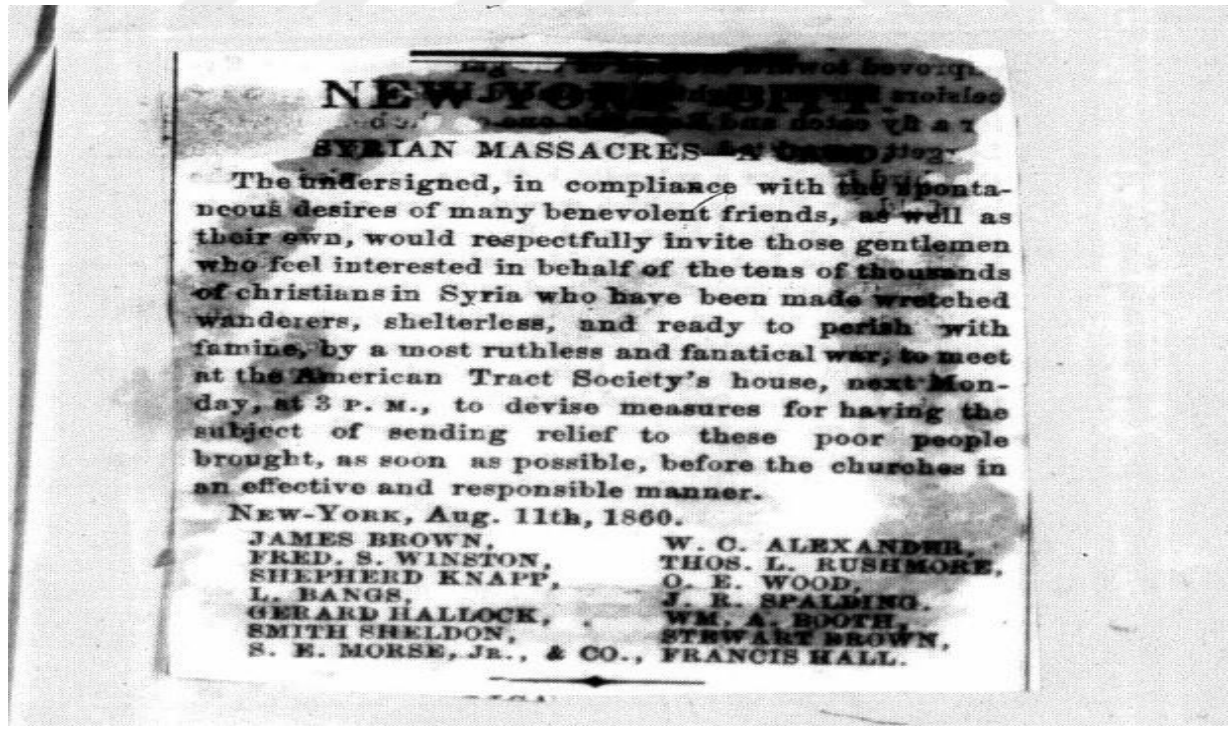 NEW-YORK CITY.
SYRIAN MASSACRES—A CARD.
The undersigned, in compliance with the sponta-
neous desires of many benevolent friends, as well as
their own, would respectfully invite those gentlemen
who feel interested in behalf of the tens of thousands
of christians in Syria who have been made wretched
wanderers, shelterless, and ready to perish with
famine, by a most ruthless and fanatical war, to meet
at the American Tract Society's house, next Mon-
day, at 3 P. M., to devise measures for having the
subject of sending relief to these poor people
brought, as soon as possible, before the churches in
an effective and responsible manner.
NEW-YORK, Aug. 11th, 1860.
JAMES BROWN,
FRED. S. WINSTON,
SHEPHERD KNAPP,
L. BANGS,
GERARD HALLOCK,
SMITH SHELDON,
S. E. MORSE, JR., & CO.,
W. C. ALEXANDER,
THOS. L. RUSHMORE,
O. E. WOOD,
J. R. SPALDING.
WM. A. BOOTH,
STEWART BROWN,
FRANCIS HALL.